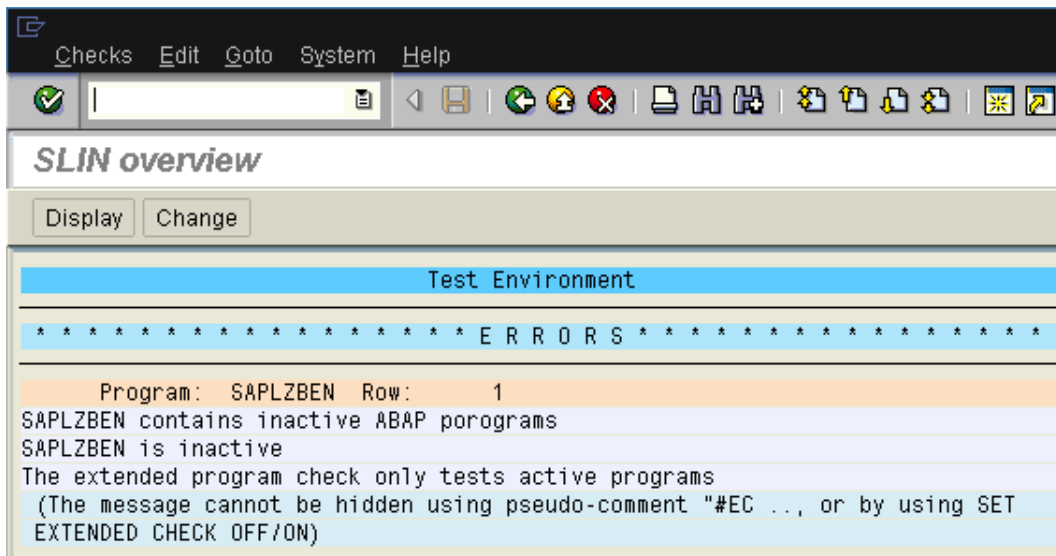 Checks Edit Goto System Help
SLIN overview
Display Change
Test Environment
* * * * * * * * * * * * * * * * * E R R O R S * * * * * * * * * * * * * * * *
Program: SAPLZBEN Row: 1
SAPLZBEN contains inactive ABAP porograms
SAPLZBEN is inactive
The extended program check only tests active programs
(The message cannot be hidden using pseudo-comment "#EC .., or by using SET
EXTENDED CHECK OFF/ON)